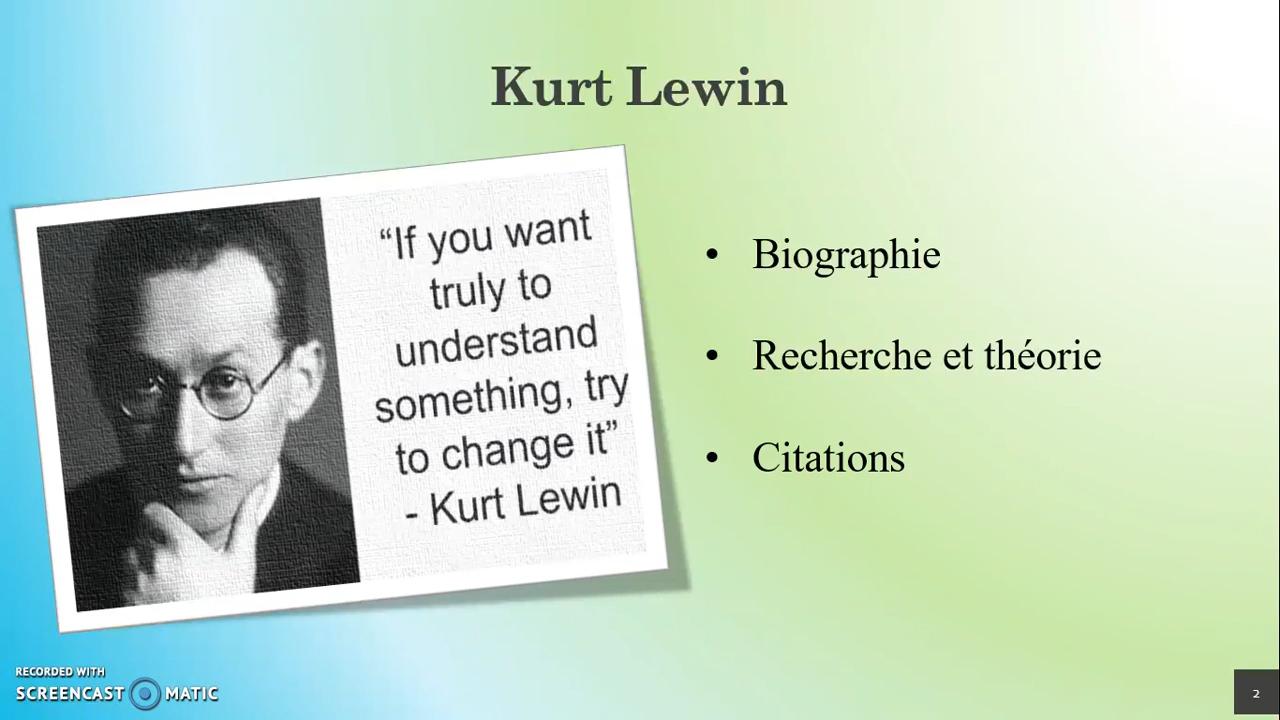 Kurt Lewin
“If you want
truly to
understand
something, try
to change it”
- Kurt Lewin
• Biographie
• Recherche et théorie
• Citations
RECORDED WITH
SCREENCAST MATIC
2